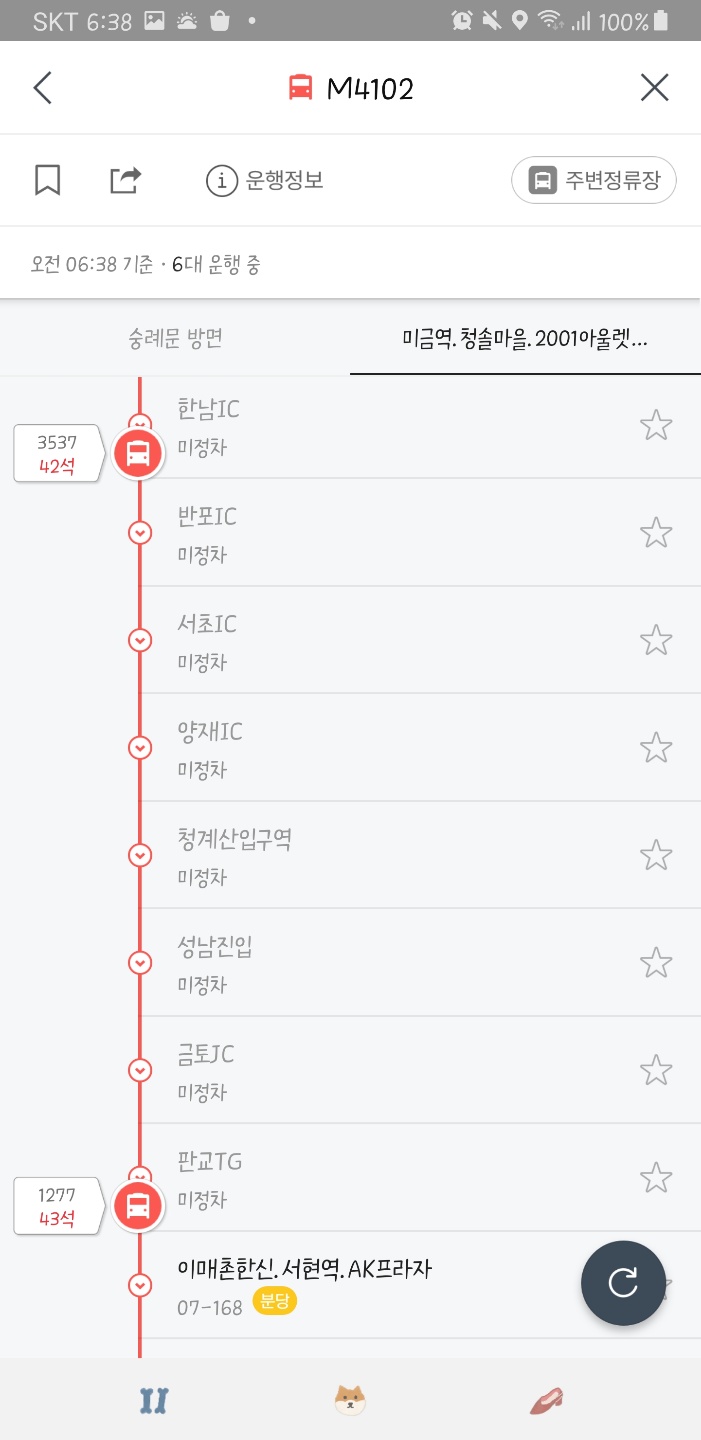 SKT 6:38 100%
M4102
운행정보 주변정류장
오전 06:38 기준 · 6대 운행 중
숭례문 방면 미금역.청솔마을.2001아울렛...
한남IC
3537
42석
미정차
반포IC
미정차
서초IC
미정차
양재IC
미정차
청계산입구역
미정차
성남진입
미정차
금토JC
미정차
판교TG
1277
43석
미정차
이매촌한신.서현역.AK프라자
07-168 분당